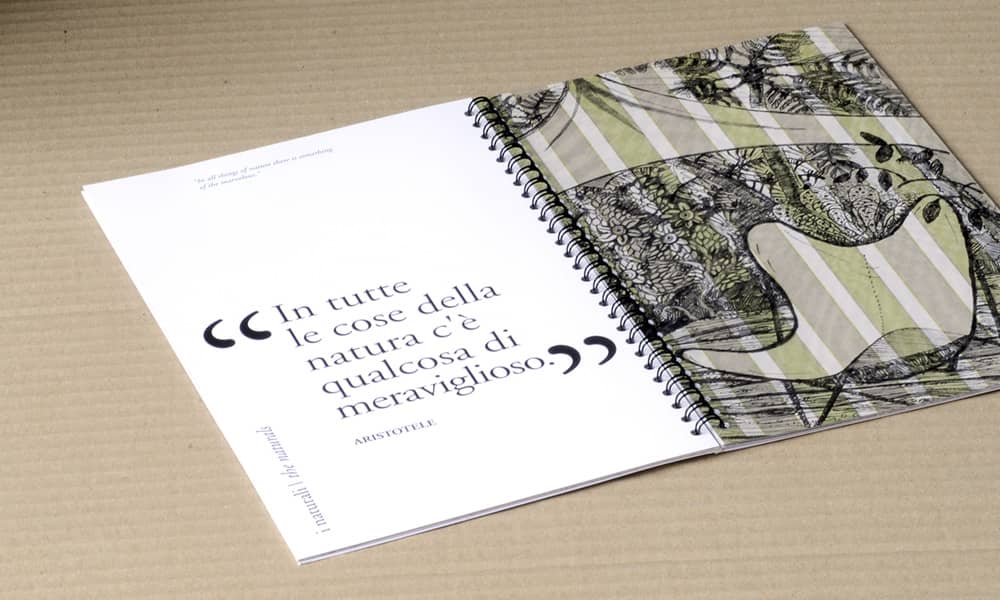 "In all things of nature there is something
of the marvelous."
“In tutte
le cose della
natura c'è
qualcosa di
meraviglioso.”
ARISTOTELE
i naturali | the naturals